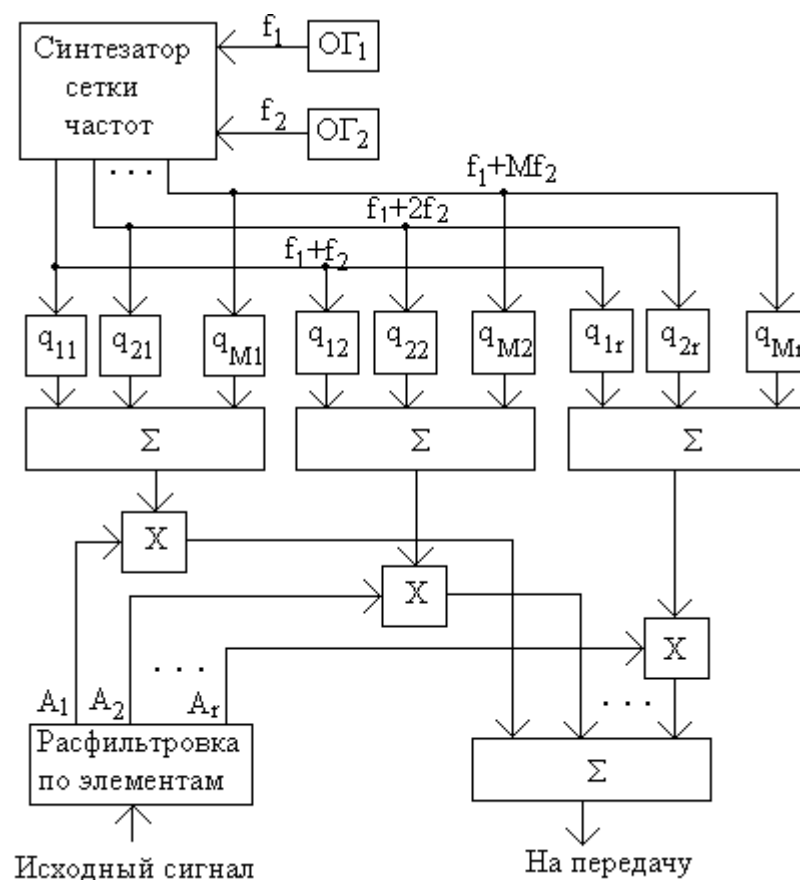 Синтезатор
сетки
частот
f₁
ОГ₁
f₂
ОГ₂
. . .
f₁+Mf₂
f₁+2f₂
f₁+f₂
q₁₁ q₂₁ qM1 q₁₂ q₂₂ qM2 q₁ᵣ q₂ᵣ qMr
Σ Σ Σ
X
X
X
. . .
A₁ A₂ Aᵣ
. . .
Расфильтровка
по элементам
Σ
Исходный сигнал
На передачу